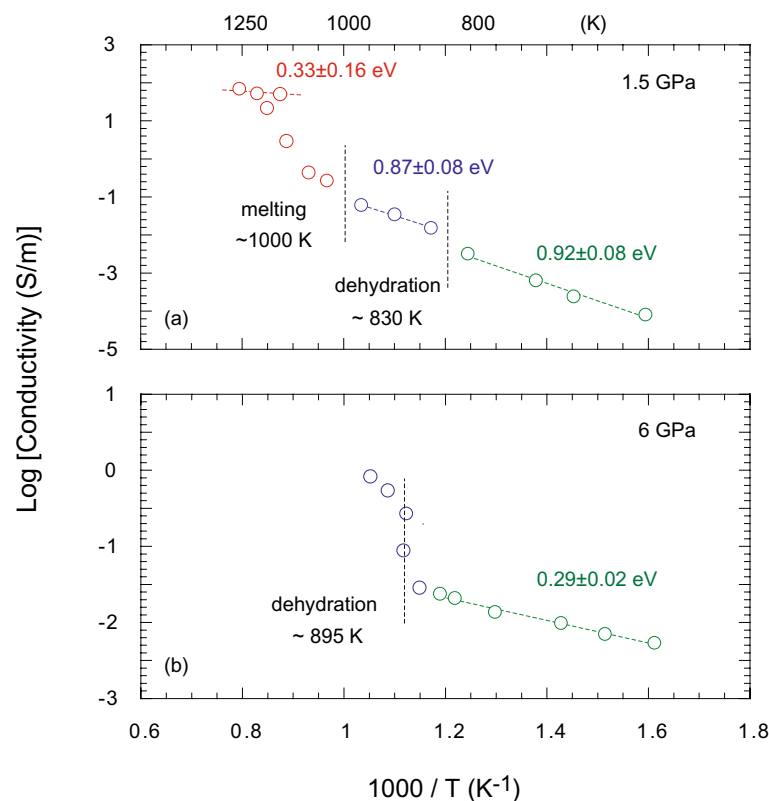 1250 1000 800 (K)
3
1
-1
-3
-5
0.33±0.16 eV
1.5 GPa
0.87±0.08 eV
melting
~1000 K
0.92±0.08 eV
dehydration
~ 830 K
(a)
Log [Conductivity (S/m)]
1
0
-1
-2
-3
6 GPa
0.29±0.02 eV
dehydration
~ 895 K
(b)
0.6 0.8 1 1.2 1.4 1.6 1.8
1000 / T (K⁻¹)